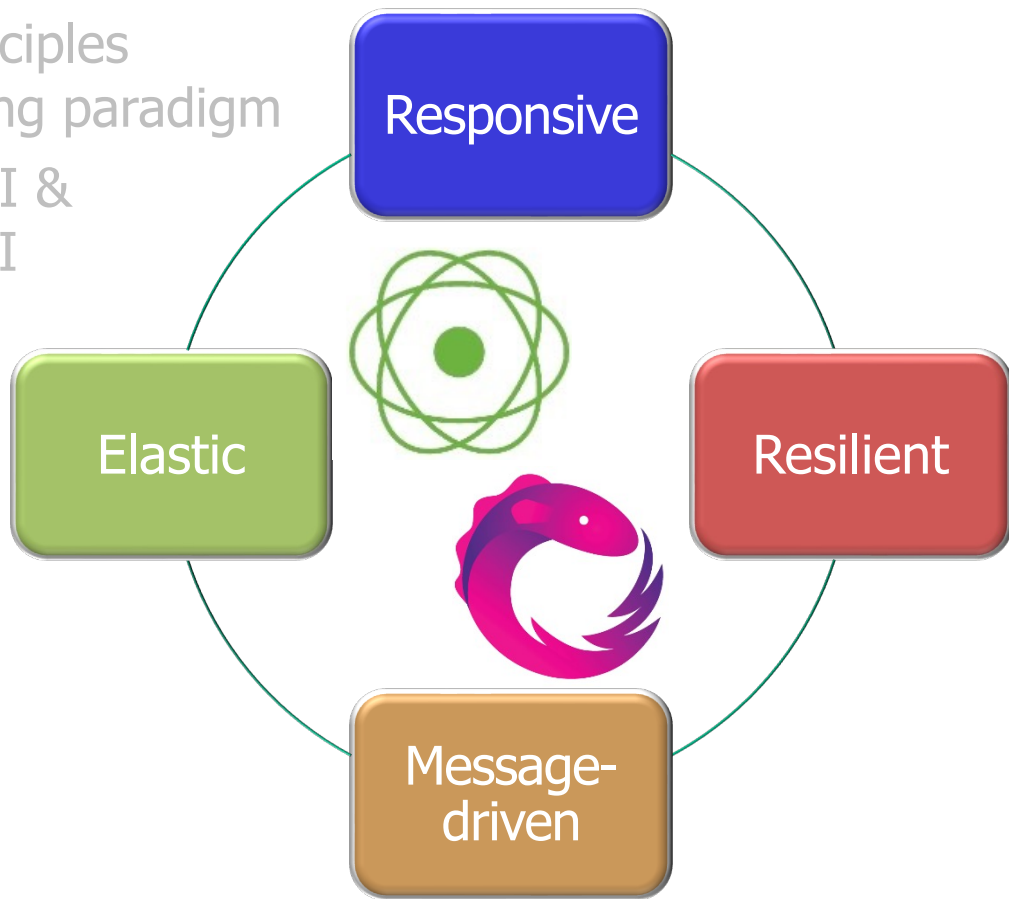 ciples
ng paradigm
I &
I
Responsive
Elastic
Resilient
Message-
driven